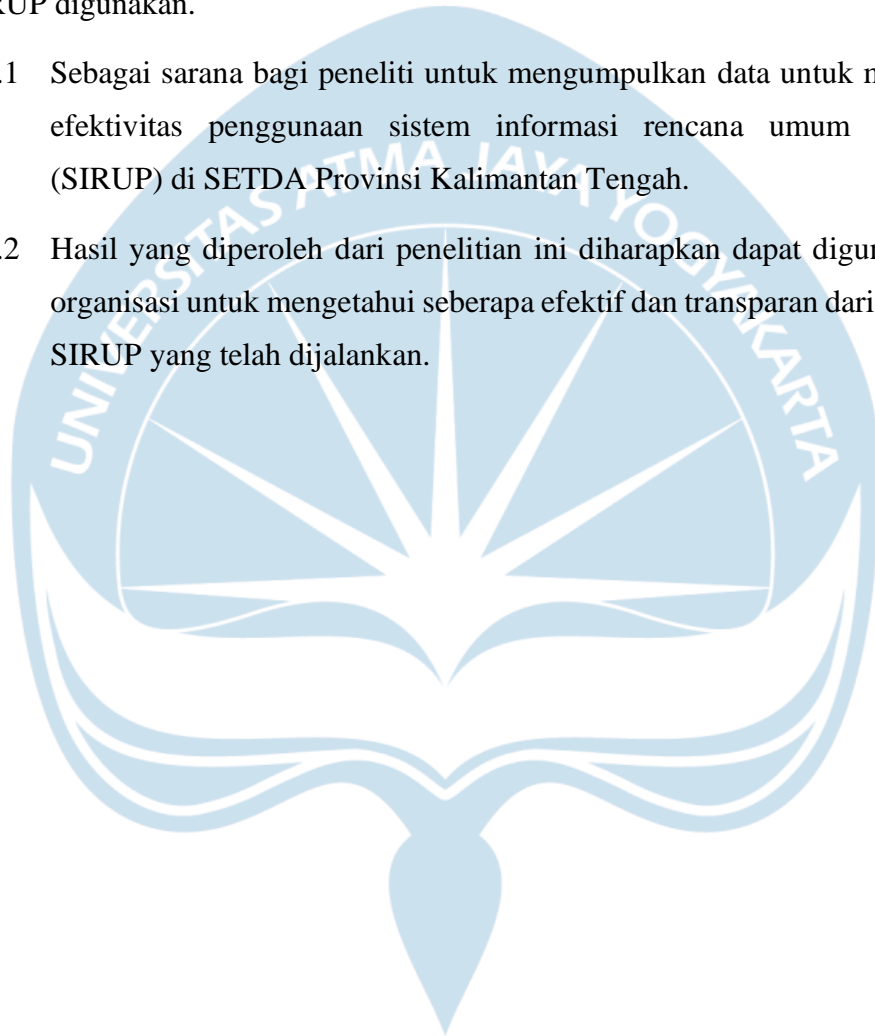 UP digunakan.
.1 Sebagai sarana bagi peneliti untuk mengumpulkan data untuk
efektivitas penggunaan sistem informasi rencana umum
(SIRUP) di SETDA Provinsi Kalimantan Tengah.
.2 Hasil yang diperoleh dari penelitian ini diharapkan dapat
organisasi untuk mengetahui seberapa efektif dan transparan dari
SIRUP yang telah dijalankan.
UNIVERSITAS ATMA JAYA YOGYAKARTA